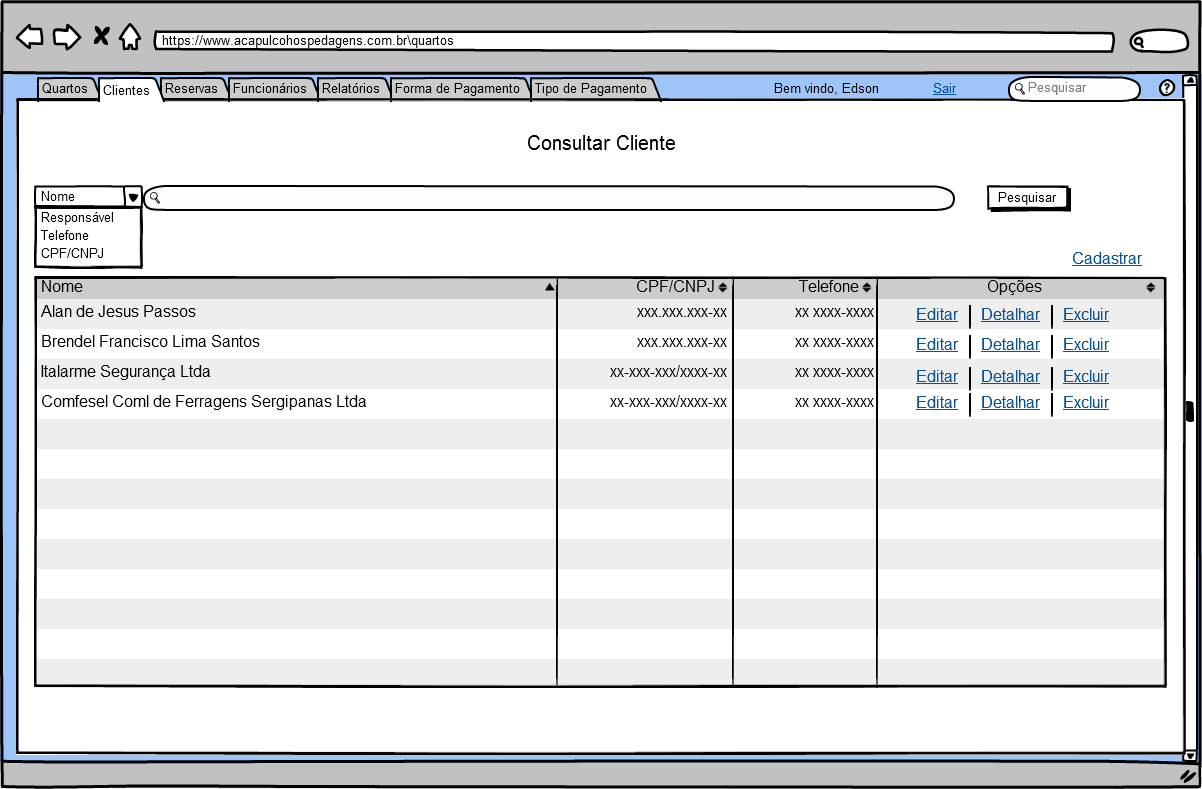 https://www.acapulcohospedagens.com.br\quartos
Quartos Clientes Reservas Funcionários Relatórios Forma de Pagamento Tipo de Pagamento Bem vindo, Edson Sair Pesquisar ?
Consultar Cliente
Nome Pesquisar
Responsável
Telefone
CPF/CNPJ
Cadastrar
Nome CPF/CNPJ Telefone Opções
Alan de Jesus Passos xxx.xxx.xxx-xx xx xxxx-xxxx Editar | Detalhar | Excluir
Brendel Francisco Lima Santos xxx.xxx.xxx-xx xx xxxx-xxxx Editar | Detalhar | Excluir
Italarme Segurança Ltda xx-xxx-xxx/xxxx-xx xx xxxx-xxxx Editar | Detalhar | Excluir
Comfesel Coml de Ferragens Sergipanas Ltda xx-xxx-xxx/xxxx-xx xx xxxx-xxxx Editar | Detalhar | Excluir